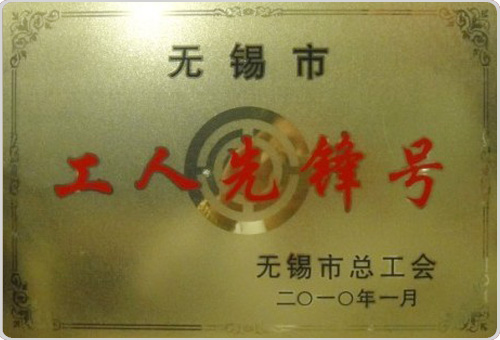 无锡市
工人先锋号
无锡市总工会
二〇一〇年一月